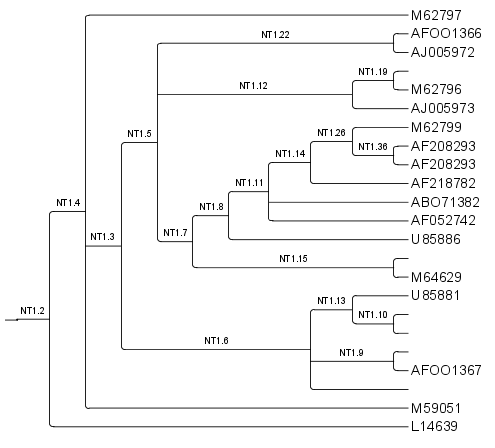 M62797
AFOO1366
NT1.22
AJ005972
NT1.19
NT1.12
M62796
AJ005973
M62799
NT1.26
NT1.5
AF208293
NT1.36
NT1.14
AF208293
AF218782
NT1.11
ABO71382
NT1.4
NT1.8
AF052742
NT1.3
NT1.7
U85886
NT1.15
M64629
U85881
NT1.13
NT1.2
NT1.10
NT1.6
NT1.9
AFOO1367
M59051
L14639